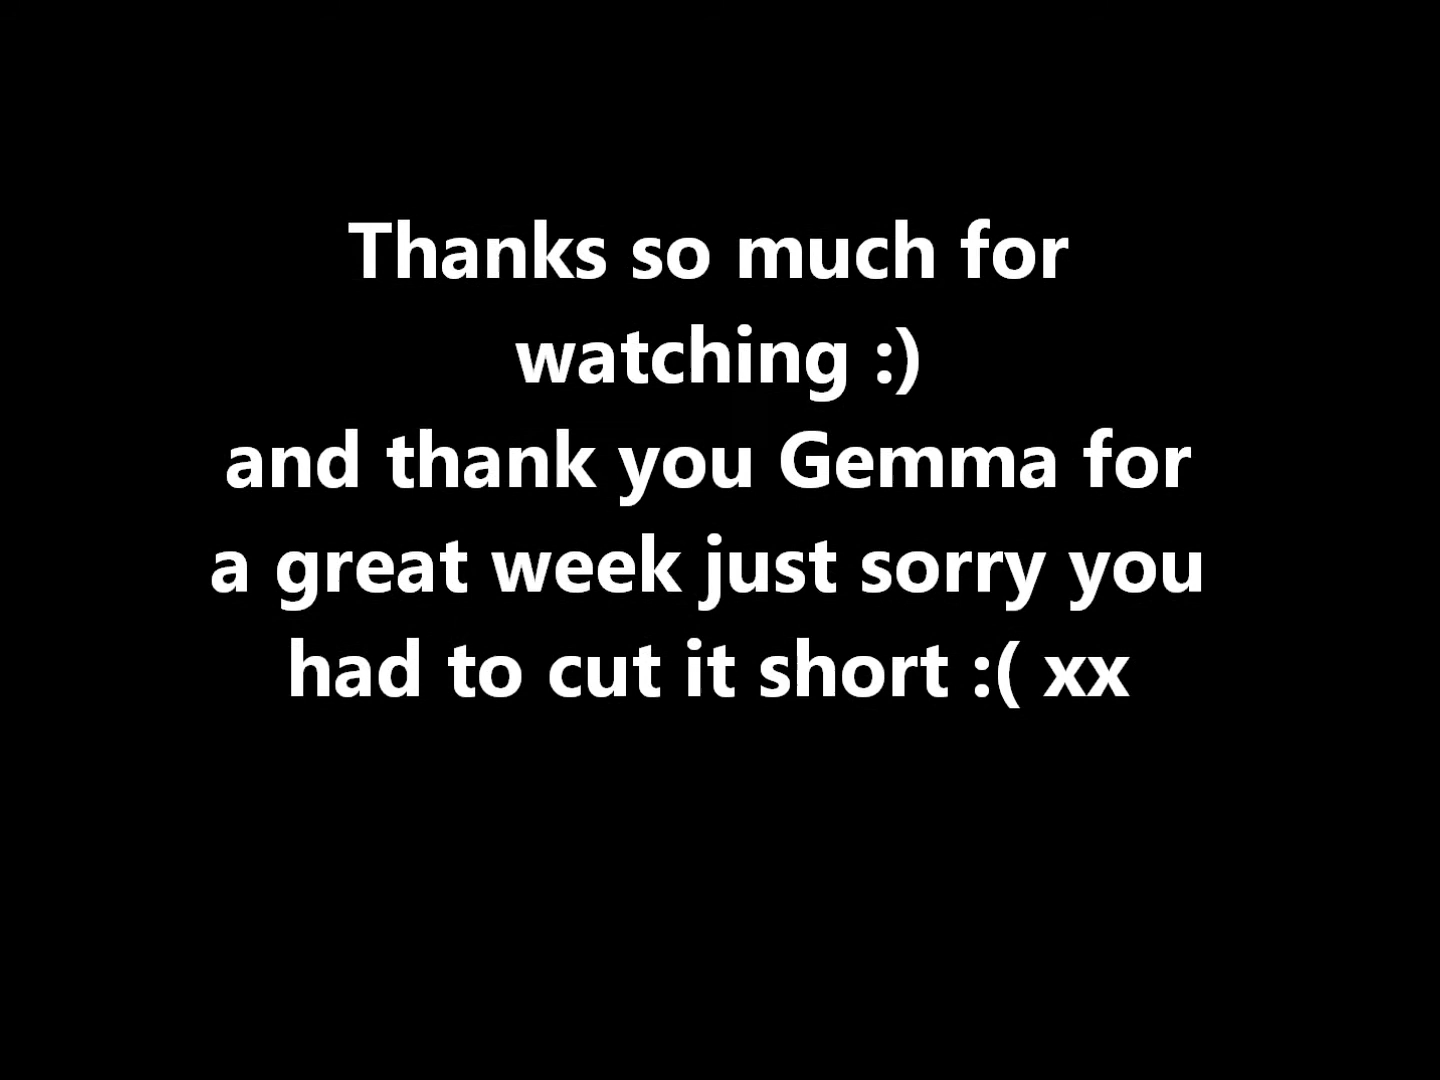 Thanks so much for
watching :)
and thank you Gemma for
a great week just sorry you
had to cut it short :( xx